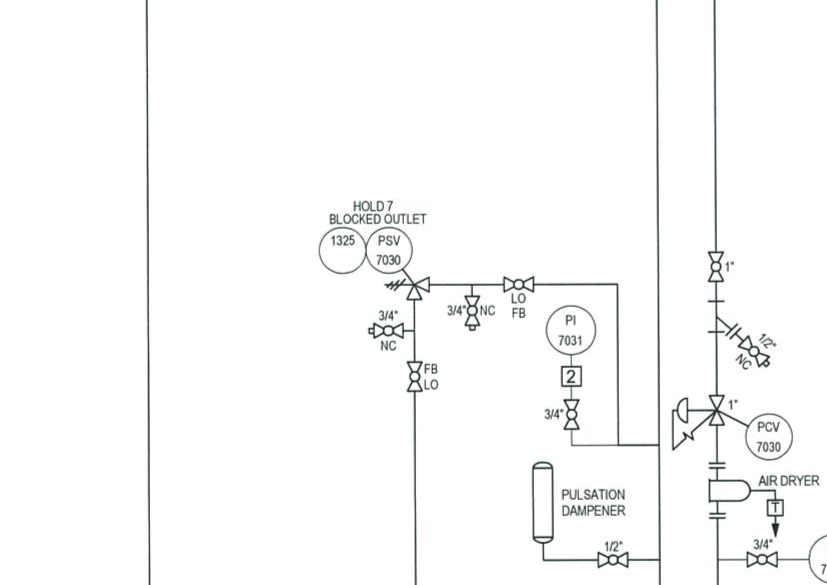 HOLD 7
BLOCKED OUTLET
1325
PSV
7030
3/4"
NC
3/4"
NC
LO
FB
FB
LO
PI
7031
2
3/4"
PULSATION
DAMPENER
1/2"
1"
1/2"
NC
1"
PCV
7030
AIR DRYER
T
3/4"
7